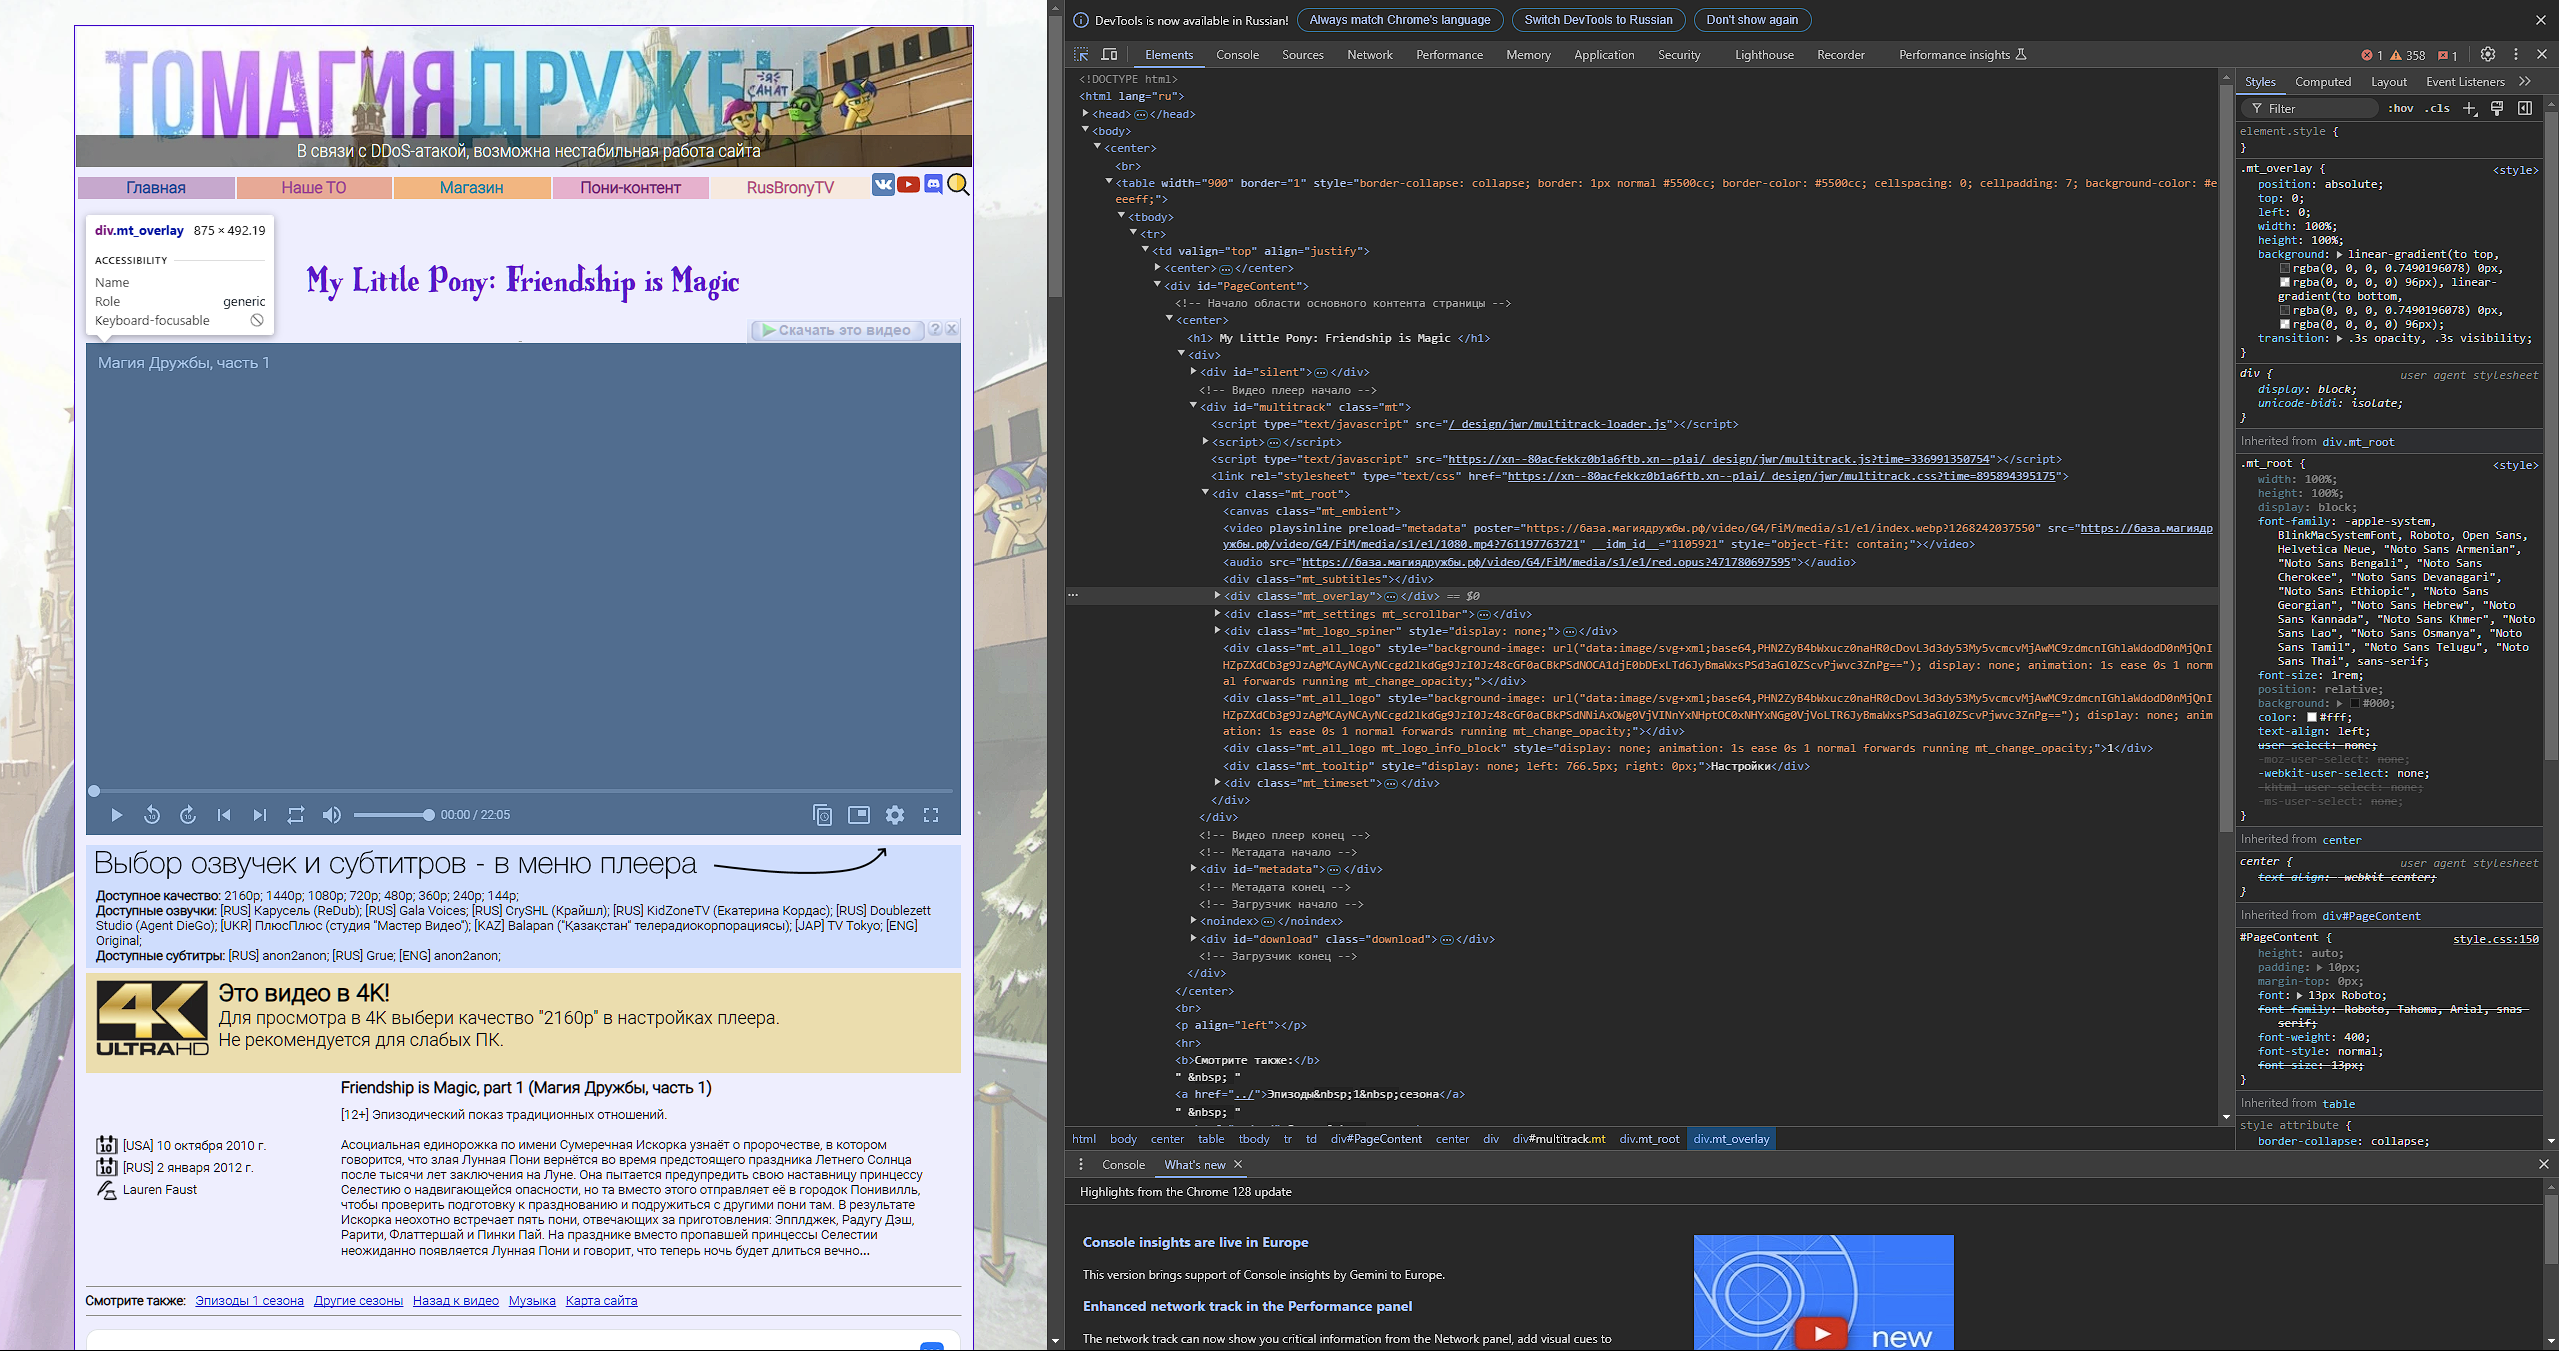 ТОМАГИЯДРУЖБЫ
-Я-
САНАТ
В связи с DDoS-атакой, возможна нестабильная работа сайта
Главная
Наше ТО
Магазин
Пони-контент
RusBronyTV
div.mt_overlay 875 × 492.19
ACCESSIBILITY
Name
Role generic
Keyboard-focusable
My Little Pony: Friendship is Magic
Скачать это видео ? X
Магия Дружбы, часть 1
00:00 / 22:05
Выбор озвучек и субтитров - в меню плеера
Доступное качество: 2160p; 1440p; 1080p; 720p; 480p; 360p; 240p; 144p;
Доступные озвучки: [RUS] Карусель (ReDub); [RUS] Gala Voices; [RUS] CrySHL (Крайшл); [RUS] KidZoneTV (Екатерина Кордас); [RUS] Doublezett
Studio (Agent DieGo); [UKR] ПлюсПлюс (студия "Мастер Видео"); [KAZ] Balapan ("Қазақстан" телерадиокорпорациясы); [JAP] TV Tokyo; [ENG]
Original;
Доступные субтитры: [RUS] anon2anon; [RUS] Grue; [ENG] anon2anon;
4K
ULTRAHD
Это видео в 4K!
Для просмотра в 4K выбери качество "2160p" в настройках плеера.
Не рекомендуется для слабых ПК.
Friendship is Magic, part 1 (Магия Дружбы, часть 1)
[12+] Эпизодический показ традиционных отношений.
10 [USA] 10 октября 2010 г.
10 [RUS] 2 января 2012 г.
Lauren Faust
Асоциальная единорожка по имени Сумеречная Искорка узнаёт о пророчестве, в котором
говорится, что злая Лунная Пони вернётся во время предстоящего праздника Летнего Солнца
после тысячи лет заключения на Луне. Она пытается предупредить свою наставницу принцессу
Селестию о надвигающейся опасности, но та вместо этого отправляет её в городок Понивилль,
чтобы проверить подготовку к празднованию и подружиться с другими пони там. В результате
Искорка неохотно встречает пять пони, отвечающих за приготовления: Эпплджек, Радугу Дэш,
Рарити, Флаттершай и Пинки Пай. На празднике вместо пропавшей принцессы Селестии
неожиданно появляется Лунная Пони и говорит, что теперь ночь будет длиться вечно...
Смотрите также: Эпизоды 1 сезона Другие сезоны Назад к видео Музыка Карта сайта
DevTools is now available in Russian! Always match Chrome's language Switch DevTools to Russian Don't show again
Elements Console Sources Network Performance Memory Application Security Lighthouse Recorder Performance insights 1 358 1
<!DOCTYPE html>
<html lang="ru">
<head> </head>
<body>
<center>
<br>
<table width="900" border="1" style="border-collapse: collapse; border: 1px normal #5500cc; border-color: #5500cc; cellspacing: 0; cellpadding: 7; background-color: #e
eeeff;">
<tbody>
<tr>
<td valign="top" align="justify">
<center> </center>
<div id="PageContent">
<!-- Начало области основного контента страницы -->
<center>
<h1> My Little Pony: Friendship is Magic </h1>
<div>
<div id="silent"> </div>
<!-- Видео плеер начало -->
<div id="multitrack" class="mt">
<script type="text/javascript" src="/_design/jwr/multitrack-loader.js"></script>
<script> </script>
<script type="text/javascript" src="https://xn--80acfekkz0b1a6ftb.xn--p1ai/_design/jwr/multitrack.js?time=336991350754"></script>
<link rel="stylesheet" type="text/css" href="https://xn--80acfekkz0b1a6ftb.xn--p1ai/_design/jwr/multitrack.css?time=895894395175">
<div class="mt_root">
<canvas class="mt_embient">
<video playsinline preload="metadata" poster="https://база.магиядружбы.рф/video/G4/FiM/media/s1/e1/index.webp?1268242037550" src="https://база.магиядр
ужбы.рф/video/G4/FiM/media/s1/e1/1080.mp4?761197763721" __idm_id__="1105921" style="object-fit: contain;"></video>
<audio src="https://база.магиядружбы.рф/video/G4/FiM/media/s1/e1/red.opus?471780697595"></audio>
<div class="mt_subtitles"></div>
<div class="mt_overlay"> </div> == $0
<div class="mt_settings mt_scrollbar"> </div>
<div class="mt_logo_spiner" style="display: none;"> </div>
<div class="mt_all_logo" style="background-image: url("data:image/svg+xml;base64,
display: none; animation: 1s ease 0s 1 norm
al forwards running mt_change_opacity;"></div>
<div class="mt_all_logo" style="background-image: url("data:image/svg+xml;base64,
display: none; anim
ation: 1s ease 0s 1 normal forwards running mt_change_opacity;"></div>
<div class="mt_all_logo mt_logo_info_block" style="display: none; animation: 1s ease 0s 1 normal forwards running mt_change_opacity;">1</div>
<div class="mt_tooltip" style="display: none; left: 766.5px; right: 0px;">Настройки</div>
<div class="mt_timeset"> </div>
</div>
</div>
<!-- Видео плеер конец -->
<!-- Метадата начало -->
<div id="metadata"> </div>
<!-- Метадата конец -->
<!-- Загрузчик начало -->
<noindex> </noindex>
<div id="download" class="download"> </div>
<!-- Загрузчик конец -->
</div>
</center>
<br>
<p align="left"></p>
<hr>
<b>Смотрите также:</b>
" &nbsp; "
<a href="../">Эпизоды&nbsp;1&nbsp;сезона</a>
" &nbsp; "
html body center table tbody tr td div#PageContent center div div#multitrack.mt div.mt_root div.mt_overlay
Styles Computed Layout Event Listeners
Filter :hov .cls
element.style {
}
.mt_overlay { <style>
position: absolute;
top: 0;
left: 0;
width: 100%;
height: 100%;
background: linear-gradient(to top,
rgba(0, 0, 0, 0.7490196078) 0px,
rgba(0, 0, 0, 0) 96px), linear-
gradient(to bottom,
rgba(0, 0, 0, 0.7490196078) 0px,
rgba(0, 0, 0, 0) 96px);
transition: .3s opacity, .3s visibility;
}
div { user agent stylesheet
display: block;
unicode-bidi: isolate;
}
Inherited from div.mt_root
.mt_root { <style>
width: 100%;
height: 100%;
display: block;
font-family: -apple-system,
BlinkMacSystemFont, Roboto, Open Sans,
Helvetica Neue, "Noto Sans Armenian",
"Noto Sans Bengali", "Noto Sans
Cherokee", "Noto Sans Devanagari",
"Noto Sans Ethiopic", "Noto Sans
Georgian", "Noto Sans Hebrew", "Noto
Sans Kannada", "Noto Sans Khmer", "Noto
Sans Lao", "Noto Sans Osmanya", "Noto
Sans Tamil", "Noto Sans Telugu", "Noto
Sans Thai", sans-serif;
font-size: 1rem;
position: relative;
background: #000;
color: #fff;
text-align: left;
user-select: none;
-moz-user-select: none;
-webkit-user-select: none;
-khtml-user-select: none;
-ms-user-select: none;
}
Inherited from center
center { user agent stylesheet
text-align: -webkit-center;
}
Inherited from div#PageContent
#PageContent { style.css:150
height: auto;
padding: 10px;
margin-top: 0px;
font: 13px Roboto;
font-family: Roboto, Tahoma, Arial, snas-
serif;
font-weight: 400;
font-style: normal;
font-size: 13px;
}
Inherited from table
style attribute {
border-collapse: collapse;
Console What's new
Highlights from the Chrome 128 update
Console insights are live in Europe
This version brings support of Console insights by Gemini to Europe.
Enhanced network track in the Performance panel
The network track can now show you critical information from the Network panel, add visual cues to
new